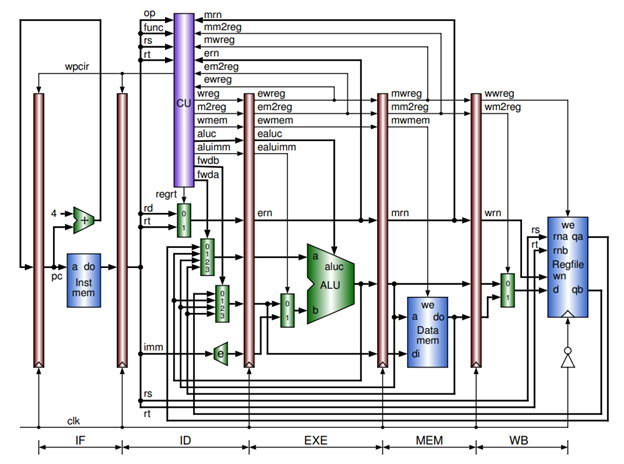 op
func
rs
rt
mrn
mm2reg
mwreg
ern
em2reg
ewreg
wpcir
CU
wreg
m2reg
wmem
aluc
aluimm
fwdb
fwda
ewreg
em2reg
ewmem
ealuc
ealuimm
mwreg
mm2reg
mwmem
wwreg
wm2reg
regrt
4
+
rd
rt
0
1
ern
mrn
wrn
rs
rt
we
rna qa
rnb
Regfile
wn
d qb
pc
a do
Inst
mem
0
1
2
3
0
1
2
3
0
1
a
aluc
ALU
b
we
a do
Data
mem
di
0
1
imm
e
rs
rt
clk
IF
ID
EXE
MEM
WB